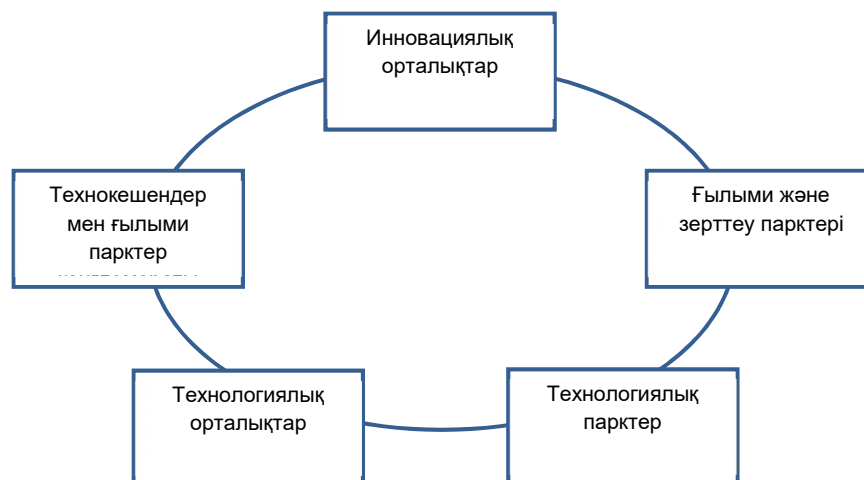 Инновациялық
орталықтар
Технокешендер
мен ғылыми
парктер
Ғылыми және
зерттеу парктері
Технологиялық
орталықтар
Технологиялық
парктер